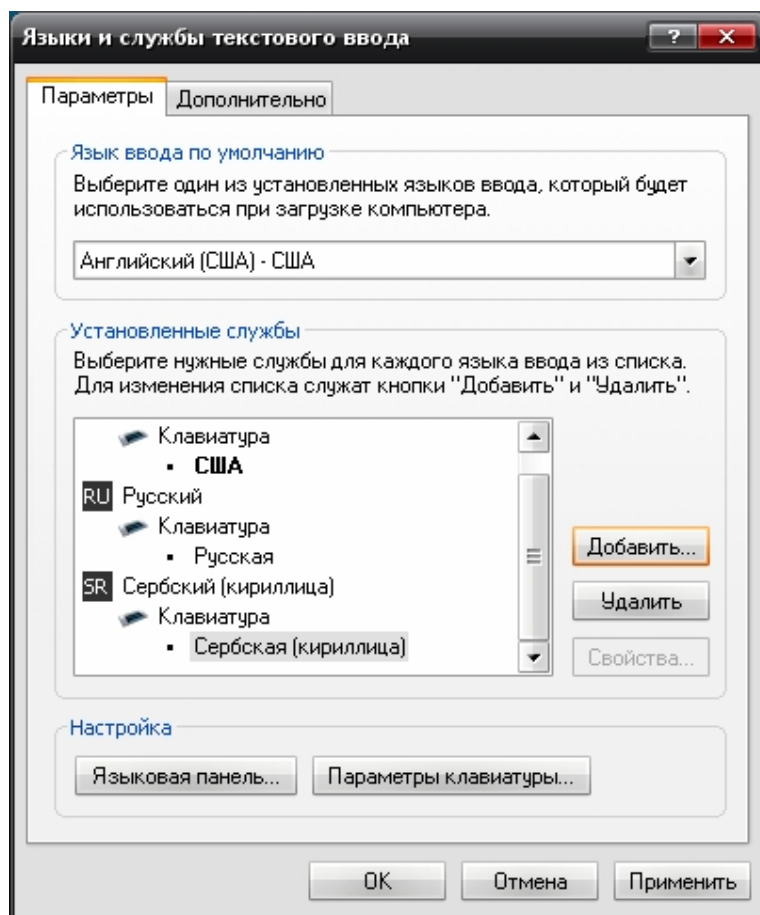 Языки и службы текстового ввода
Параметры
Дополнительно
Язык ввода по умолчанию
Выберите один из установленных языков ввода, который будет
использоваться при загрузке компьютера.
Английский (США) - США
Установленные службы
Выберите нужные службы для каждого языка ввода из списка.
Для изменения списка служат кнопки "Добавить" и "Удалить".
Клавиатура
США
RU Русский
Клавиатура
Русская
SR Сербский (кириллица)
Клавиатура
Сербская (кириллица)
Добавить...
Удалить
Свойства...
Настройка
Языковая панель...
Параметры клавиатуры...
OK
Отмена
Применить